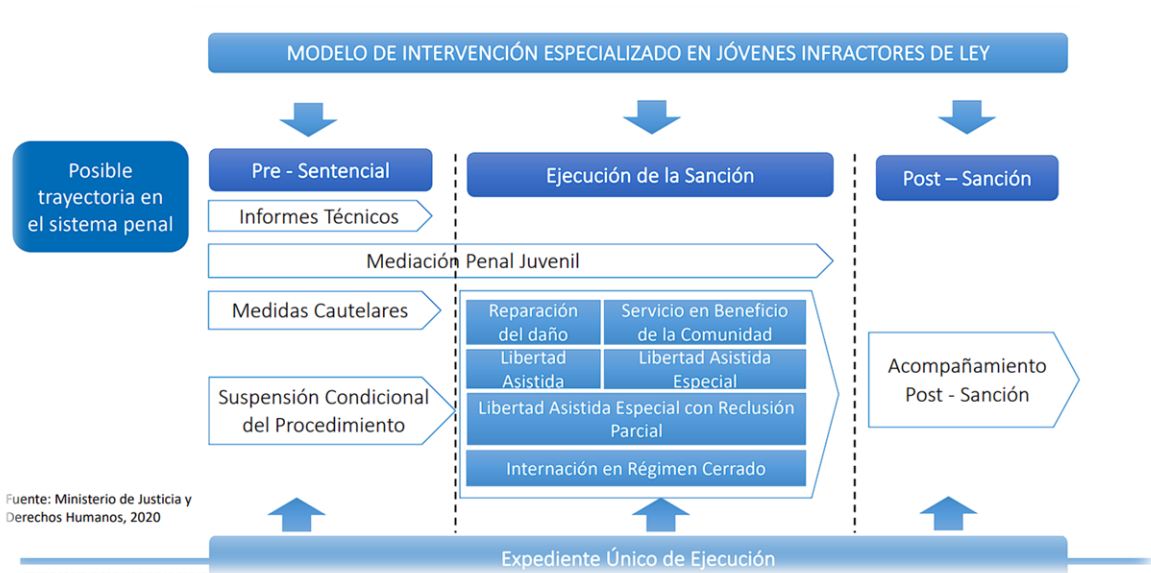 MODELO DE INTERVENCIÓN ESPECIALIZADO EN JÓVENES INFRACTORES DE LEY
Posible
trayectoria en
el sistema penal
Pre - Sentencial
Ejecución de la Sanción
Post – Sanción
Informes Técnicos
Mediación Penal Juvenil
Medidas Cautelares
Suspensión Condicional
del Procedimiento
Reparación
del daño
Servicio en Beneficio
de la Comunidad
Libertad
Asistida
Libertad Asistida
Especial
Libertad Asistida Especial con Reclusión
Parcial
Internación en Régimen Cerrado
Acompañamiento
Post - Sanción
Fuente: Ministerio de Justicia y
Derechos Humanos, 2020
Expediente Único de Ejecución